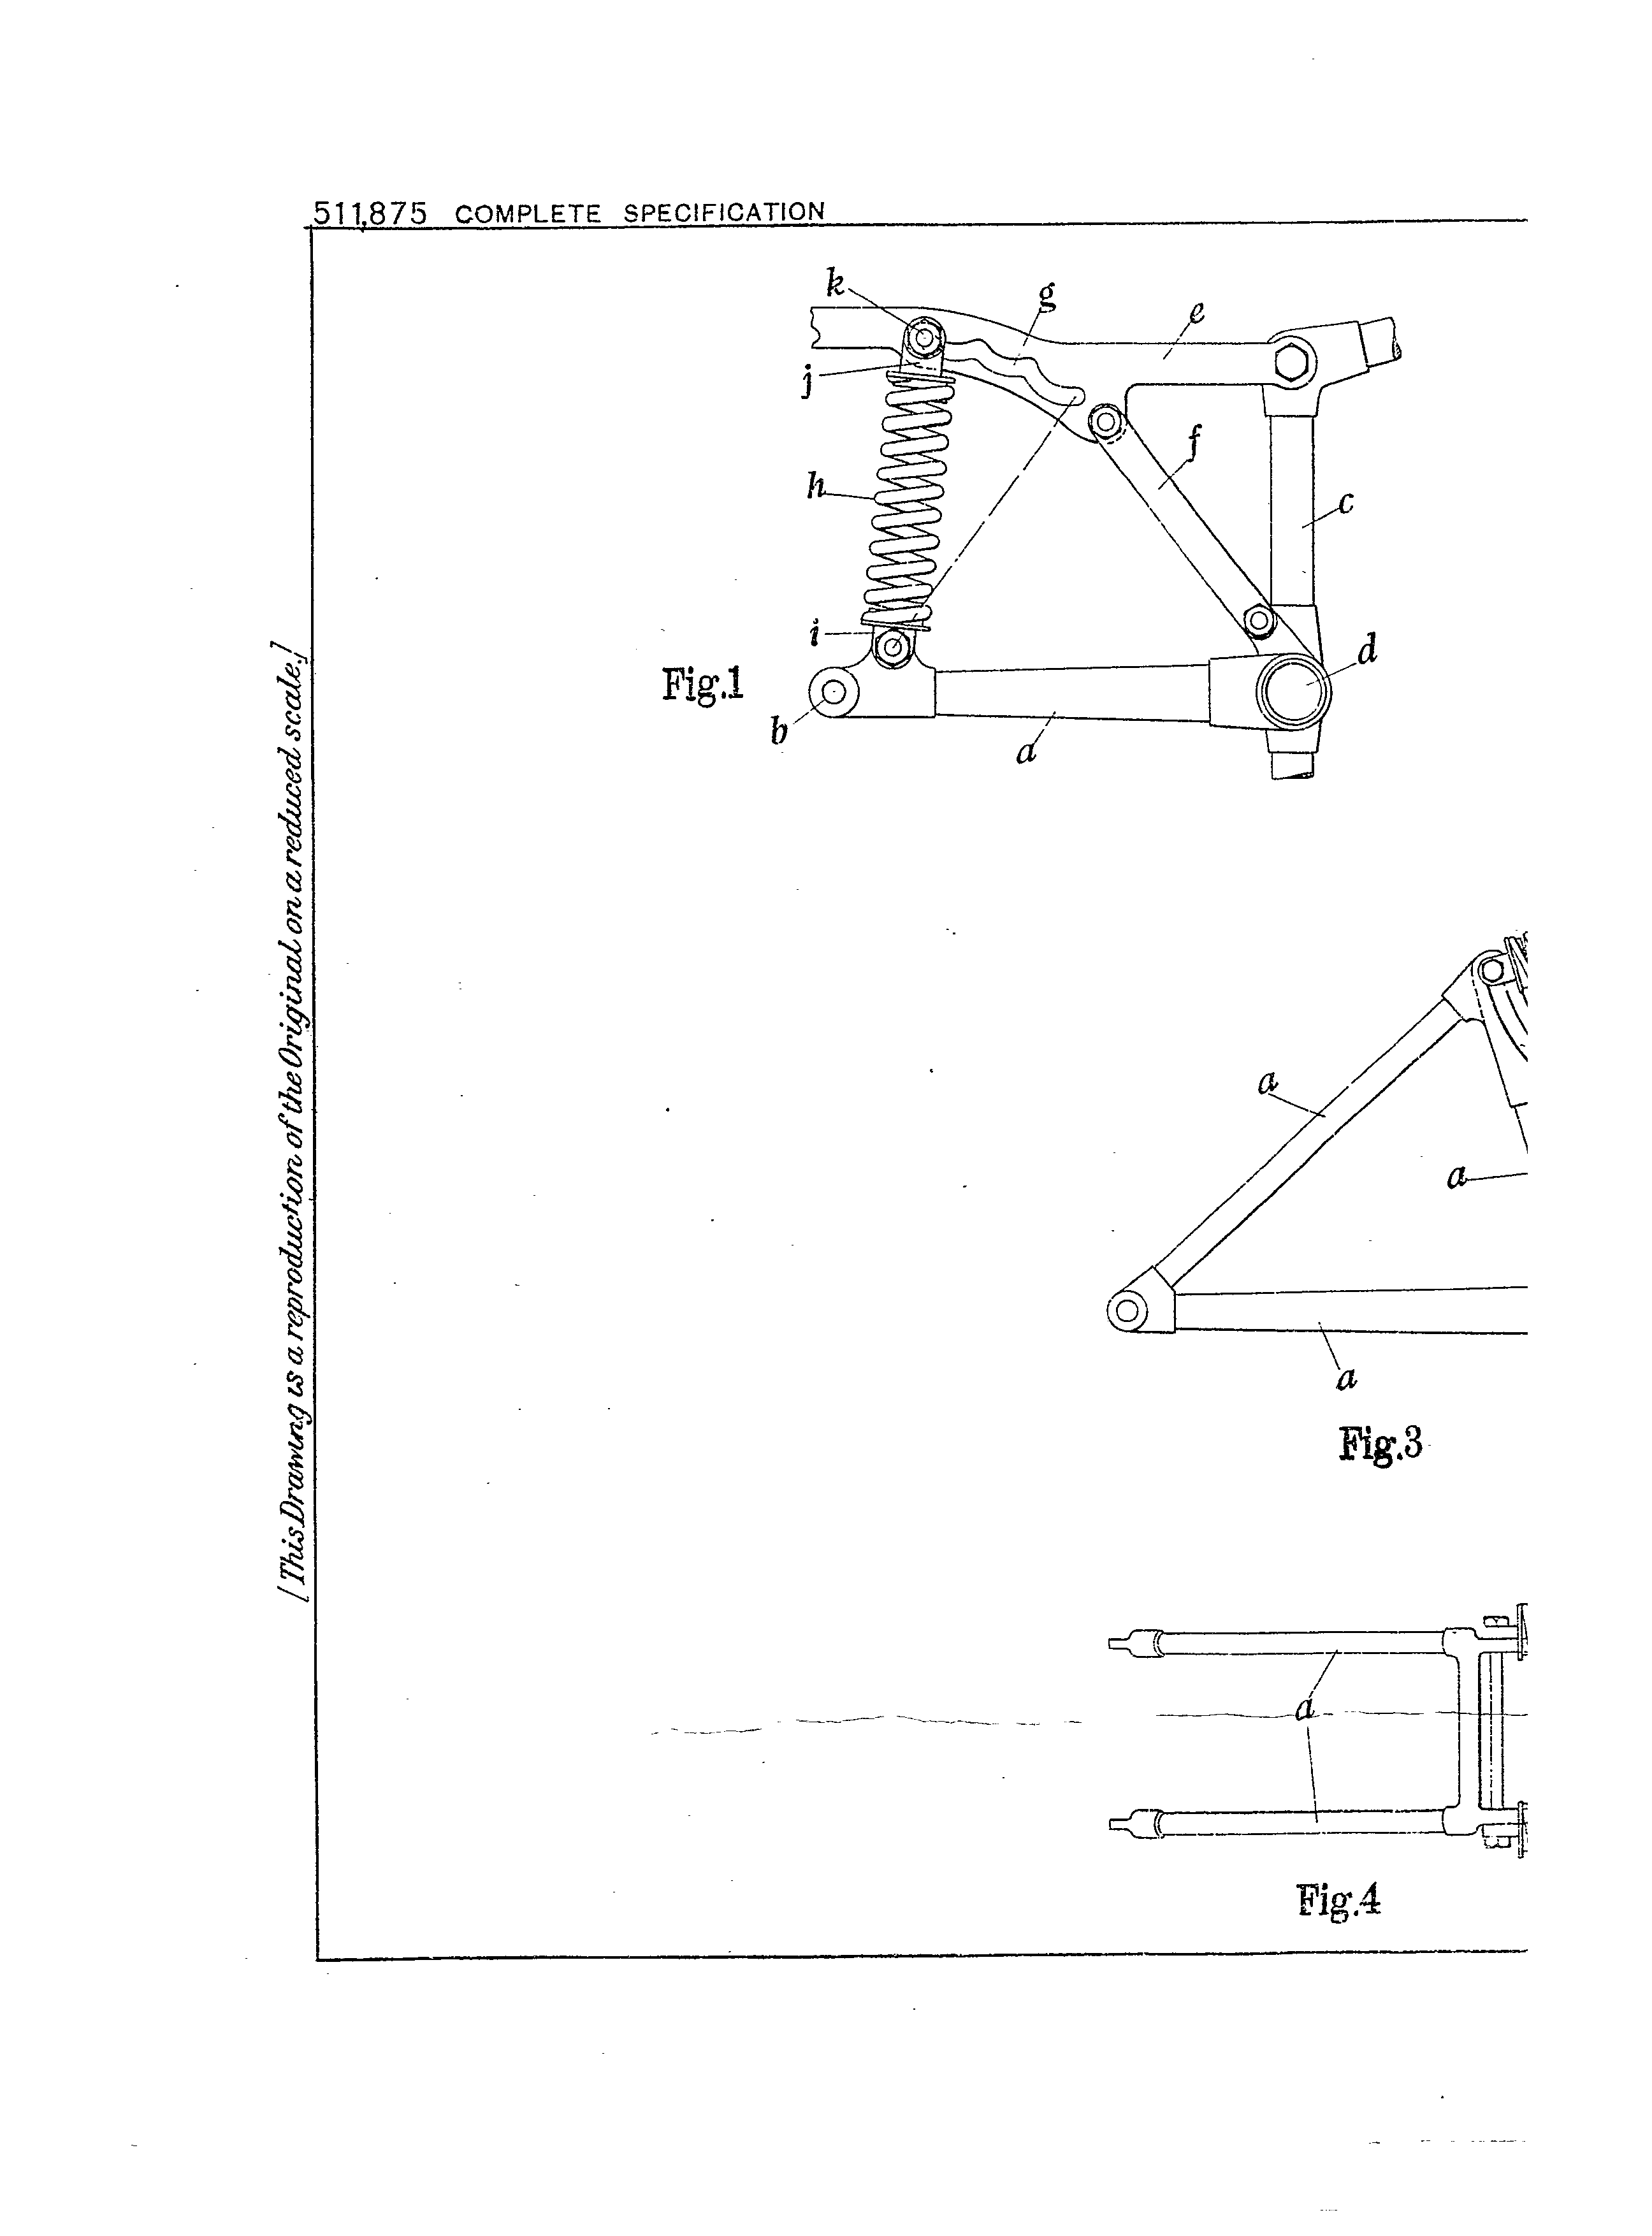 511,875 COMPLETE SPECIFICATION
k
g
e
j
f
h
c
i
d
Fig.1
b
a
[This Drawing is a reproduction of the Original on a reduced scale.]
a
a
a
Fig.3
a
Fig.4